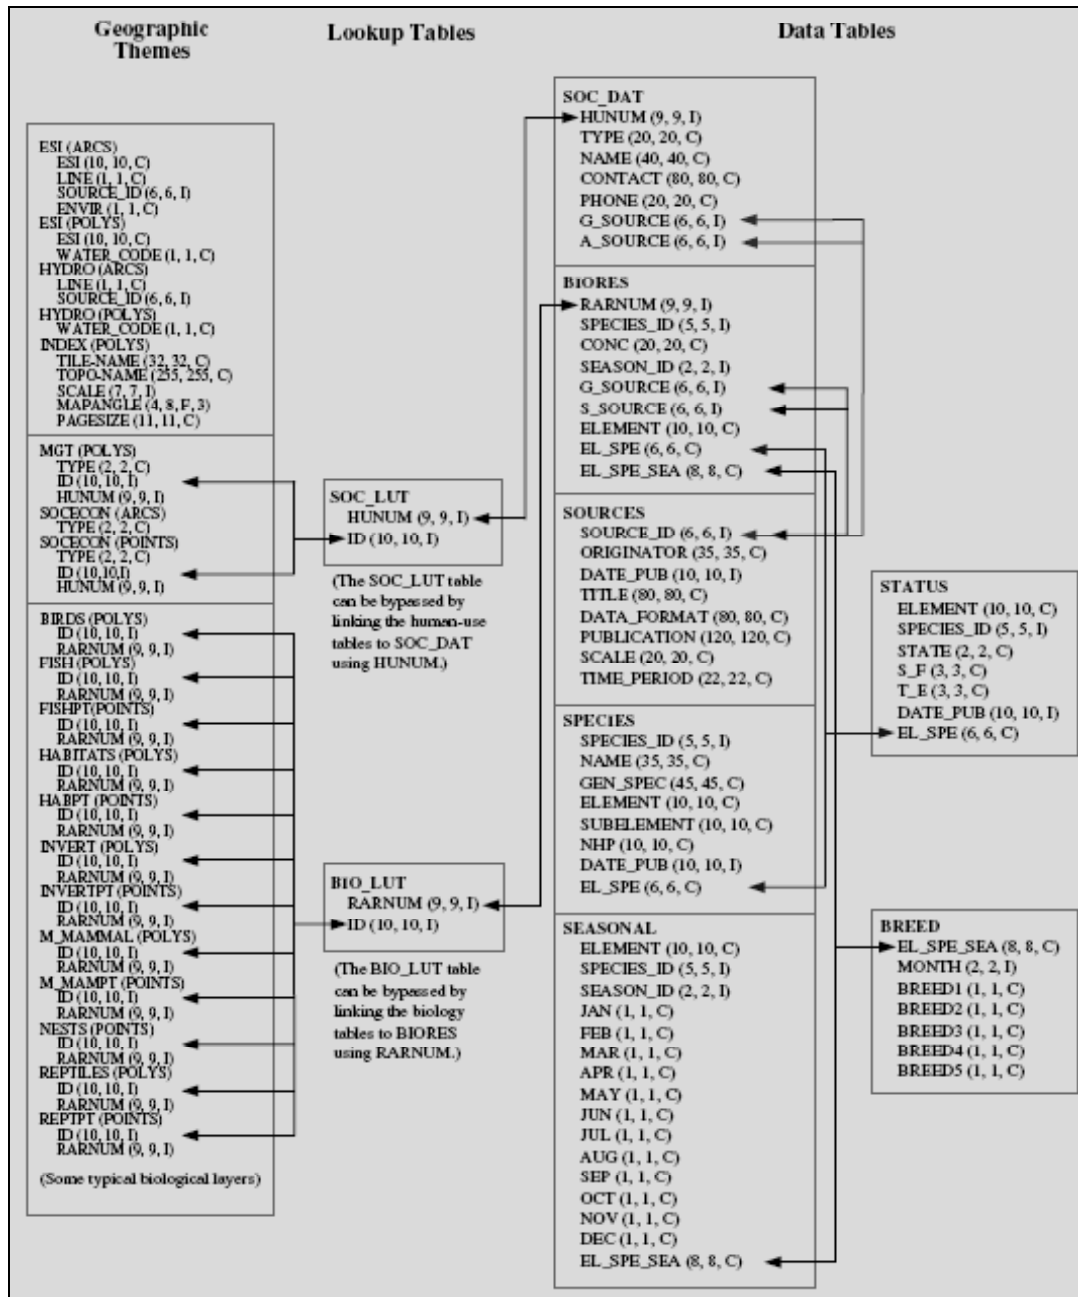 Geographic
Themes
Lookup Tables
Data Tables
ESI (ARCS)
ESI (10, 10, C)
LINE (1, 1, C)
SOURCE_ID (6, 6, I)
ENVIR (1, 1, C)
ESI (POLYS)
ESI (10, 10, C)
WATER_CODE (1, 1, C)
HYDRO (ARCS)
LINE (1, 1, C)
SOURCE_ID (6, 6, I)
HYDRO (POLYS)
WATER_CODE (1, 1, C)
INDEX (POLYS)
TILE-NAME (32, 32, C)
TOPO-NAME (255, 255, C)
SCALE (7, 7, I)
MAPANGLE (4, 8, F, 3)
PAGESIZE (11, 11, C)
MGT (POLYS)
TYPE (2, 2, C)
ID (10, 10, I)
HUNUM (9, 9, I)
SOCECON (ARCS)
TYPE (2, 2, C)
SOCECON (POINTS)
TYPE (2, 2, C)
ID (10,10,I)
HUNUM (9, 9, I)
BIRDS (POLYS)
ID (10, 10, I)
RARNUM (9, 9, I)
FISH (POLYS)
ID (10, 10, I)
RARNUM (9, 9, I)
FISHPT(POINTS)
ID (10, 10, I)
RARNUM (9, 9, I)
HABITATS (POLYS)
ID (10, 10, I)
RARNUM (9, 9, I)
HABPT (POINTS)
ID (10, 10, I)
RARNUM (9, 9, I)
INVERT (POLYS)
ID (10, 10, I)
RARNUM (9, 9, I)
INVERTPT (POINTS)
ID (10, 10, I)
RARNUM (9, 9, I)
M_MAMMAL (POLYS)
ID (10, 10, I)
RARNUM (9, 9, I)
M_MAMPT (POINTS)
ID (10, 10, I)
RARNUM (9, 9, I)
NESTS (POINTS)
ID (10, 10, I)
RARNUM (9, 9, I)
REPTILES (POLYS)
ID (10, 10, I)
RARNUM (9, 9, I)
REPTPT (POINTS)
ID (10, 10, I)
RARNUM (9, 9, I)
(Some typical biological layers)
SOC_LUT
HUNUM (9, 9, I)
ID (10, 10, I)
(The SOC_LUT table
can be bypassed by
linking the human-use
tables to SOC_DAT
using HUNUM.)
BIO_LUT
RARNUM (9, 9, I)
ID (10, 10, I)
(The BIO_LUT table
can be bypassed by
linking the biology
tables to BIORES
using RARNUM.)
SOC_DAT
HUNUM (9, 9, I)
TYPE (20, 20, C)
NAME (40, 40, C)
CONTACT (80, 80, C)
PHONE (20, 20, C)
G_SOURCE (6, 6, I)
A_SOURCE (6, 6, I)
BIORES
RARNUM (9, 9, I)
SPECIES_ID (5, 5, I)
CONC (20, 20, C)
SEASON_ID (2, 2, I)
G_SOURCE (6, 6, I)
S_SOURCE (6, 6, I)
ELEMENT (10, 10, C)
EL_SPE (6, 6, C)
EL_SPE_SEA (8, 8, C)
SOURCES
SOURCE_ID (6, 6, I)
ORIGINATOR (35, 35, C)
DATE_PUB (10, 10, I)
TITLE (80, 80, C)
DATA_FORMAT (80, 80, C)
PUBLICATION (120, 120, C)
SCALE (20, 20, C)
TIME_PERIOD (22, 22, C)
SPECIES
SPECIES_ID (5, 5, I)
NAME (35, 35, C)
GEN_SPEC (45, 45, C)
ELEMENT (10, 10, C)
SUBELEMENT (10, 10, C)
NHP (10, 10, C)
DATE_PUB (10, 10, I)
EL_SPE (6, 6, C)
SEASONAL
ELEMENT (10, 10, C)
SPECIES_ID (5, 5, I)
SEASON_ID (2, 2, I)
JAN (1, 1, C)
FEB (1, 1, C)
MAR (1, 1, C)
APR (1, 1, C)
MAY (1, 1, C)
JUN (1, 1, C)
JUL (1, 1, C)
AUG (1, 1, C)
SEP (1, 1, C)
OCT (1, 1, C)
NOV (1, 1, C)
DEC (1, 1, C)
EL_SPE_SEA (8, 8, C)
STATUS
ELEMENT (10, 10, C)
SPECIES_ID (5, 5, I)
STATE (2, 2, C)
S_F (3, 3, C)
T_E (3, 3, C)
DATE_PUB (10, 10, I)
EL_SPE (6, 6, C)
BREED
EL_SPE_SEA (8, 8, C)
MONTH (2, 2, I)
BREED1 (1, 1, C)
BREED2 (1, 1, C)
BREED3 (1, 1, C)
BREED4 (1, 1, C)
BREED5 (1, 1, C)